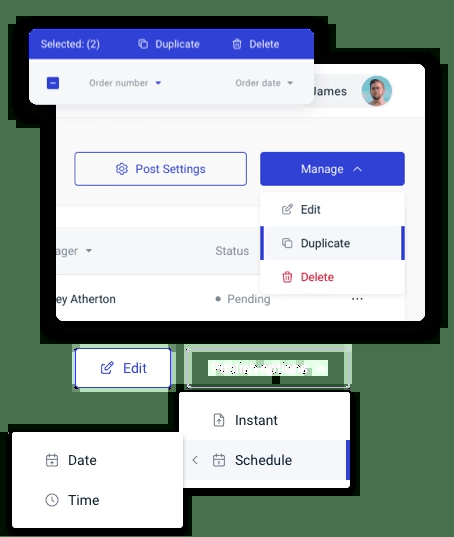 Selected: (2) Duplicate Delete
Order number Order date
James
Post Settings Manage
Edit
ager Status Duplicate
Delete
ey Atherton Pending
Edit
Instant
Schedule
Date
Time